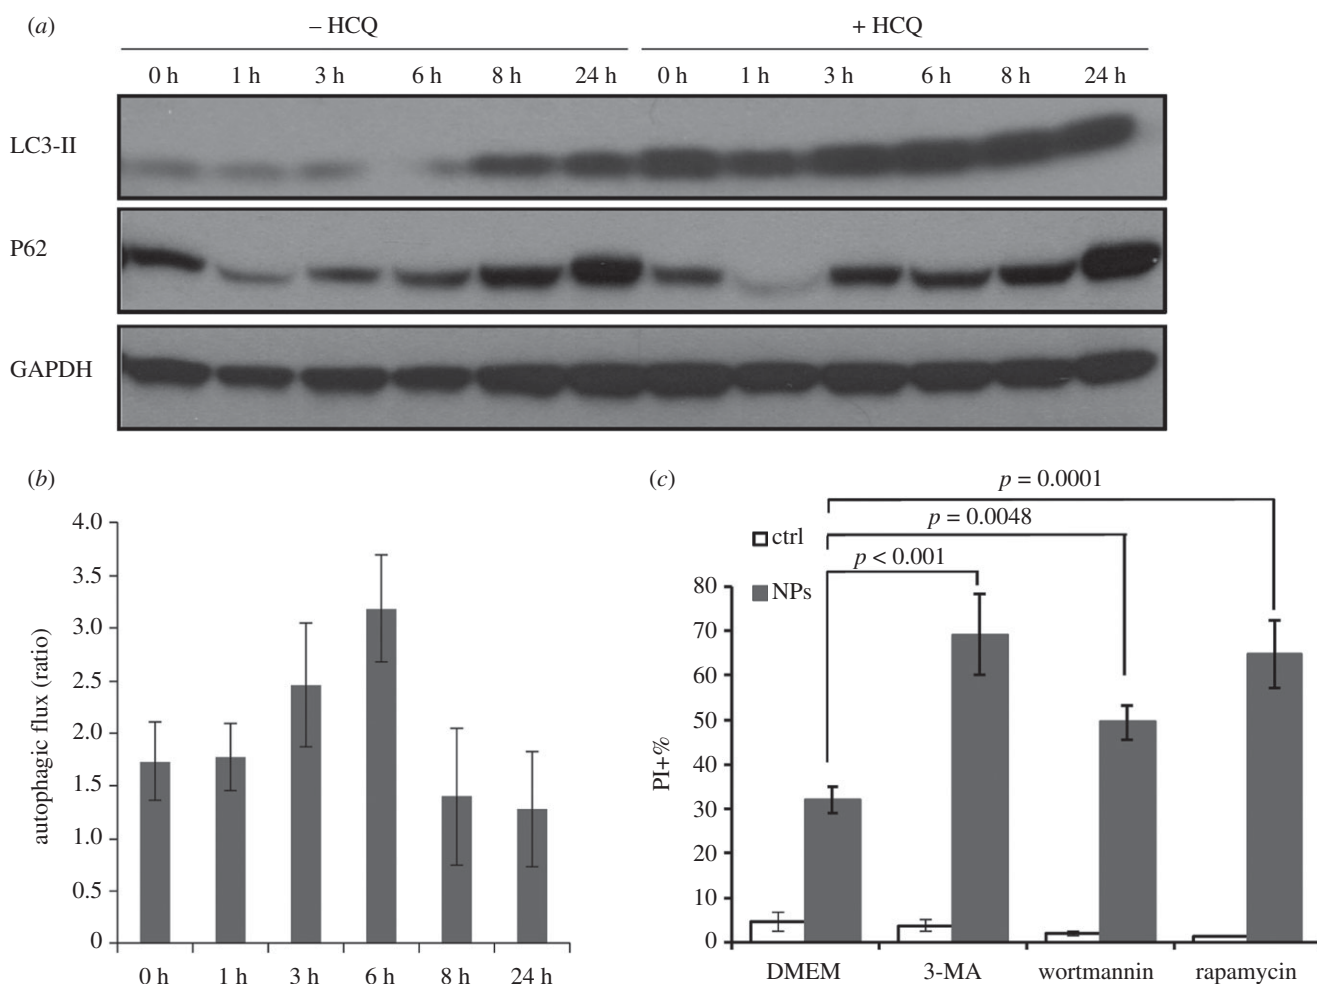 (a)
– HCQ + HCQ
0 h 1 h 3 h 6 h 8 h 24 h 0 h 1 h 3 h 6 h 8 h 24 h
LC3-II
P62
GAPDH
(b)
4.0
3.5
3.0
2.5
2.0
1.5
1.0
0.5
0
autophagic flux (ratio)
0 h 1 h 3 h 6 h 8 h 24 h
(c)
p = 0.0001
p = 0.0048
p < 0.001
ctrl
NPs
80
70
60
50
40
30
20
10
0
PI+%
DMEM 3-MA wortmannin rapamycin